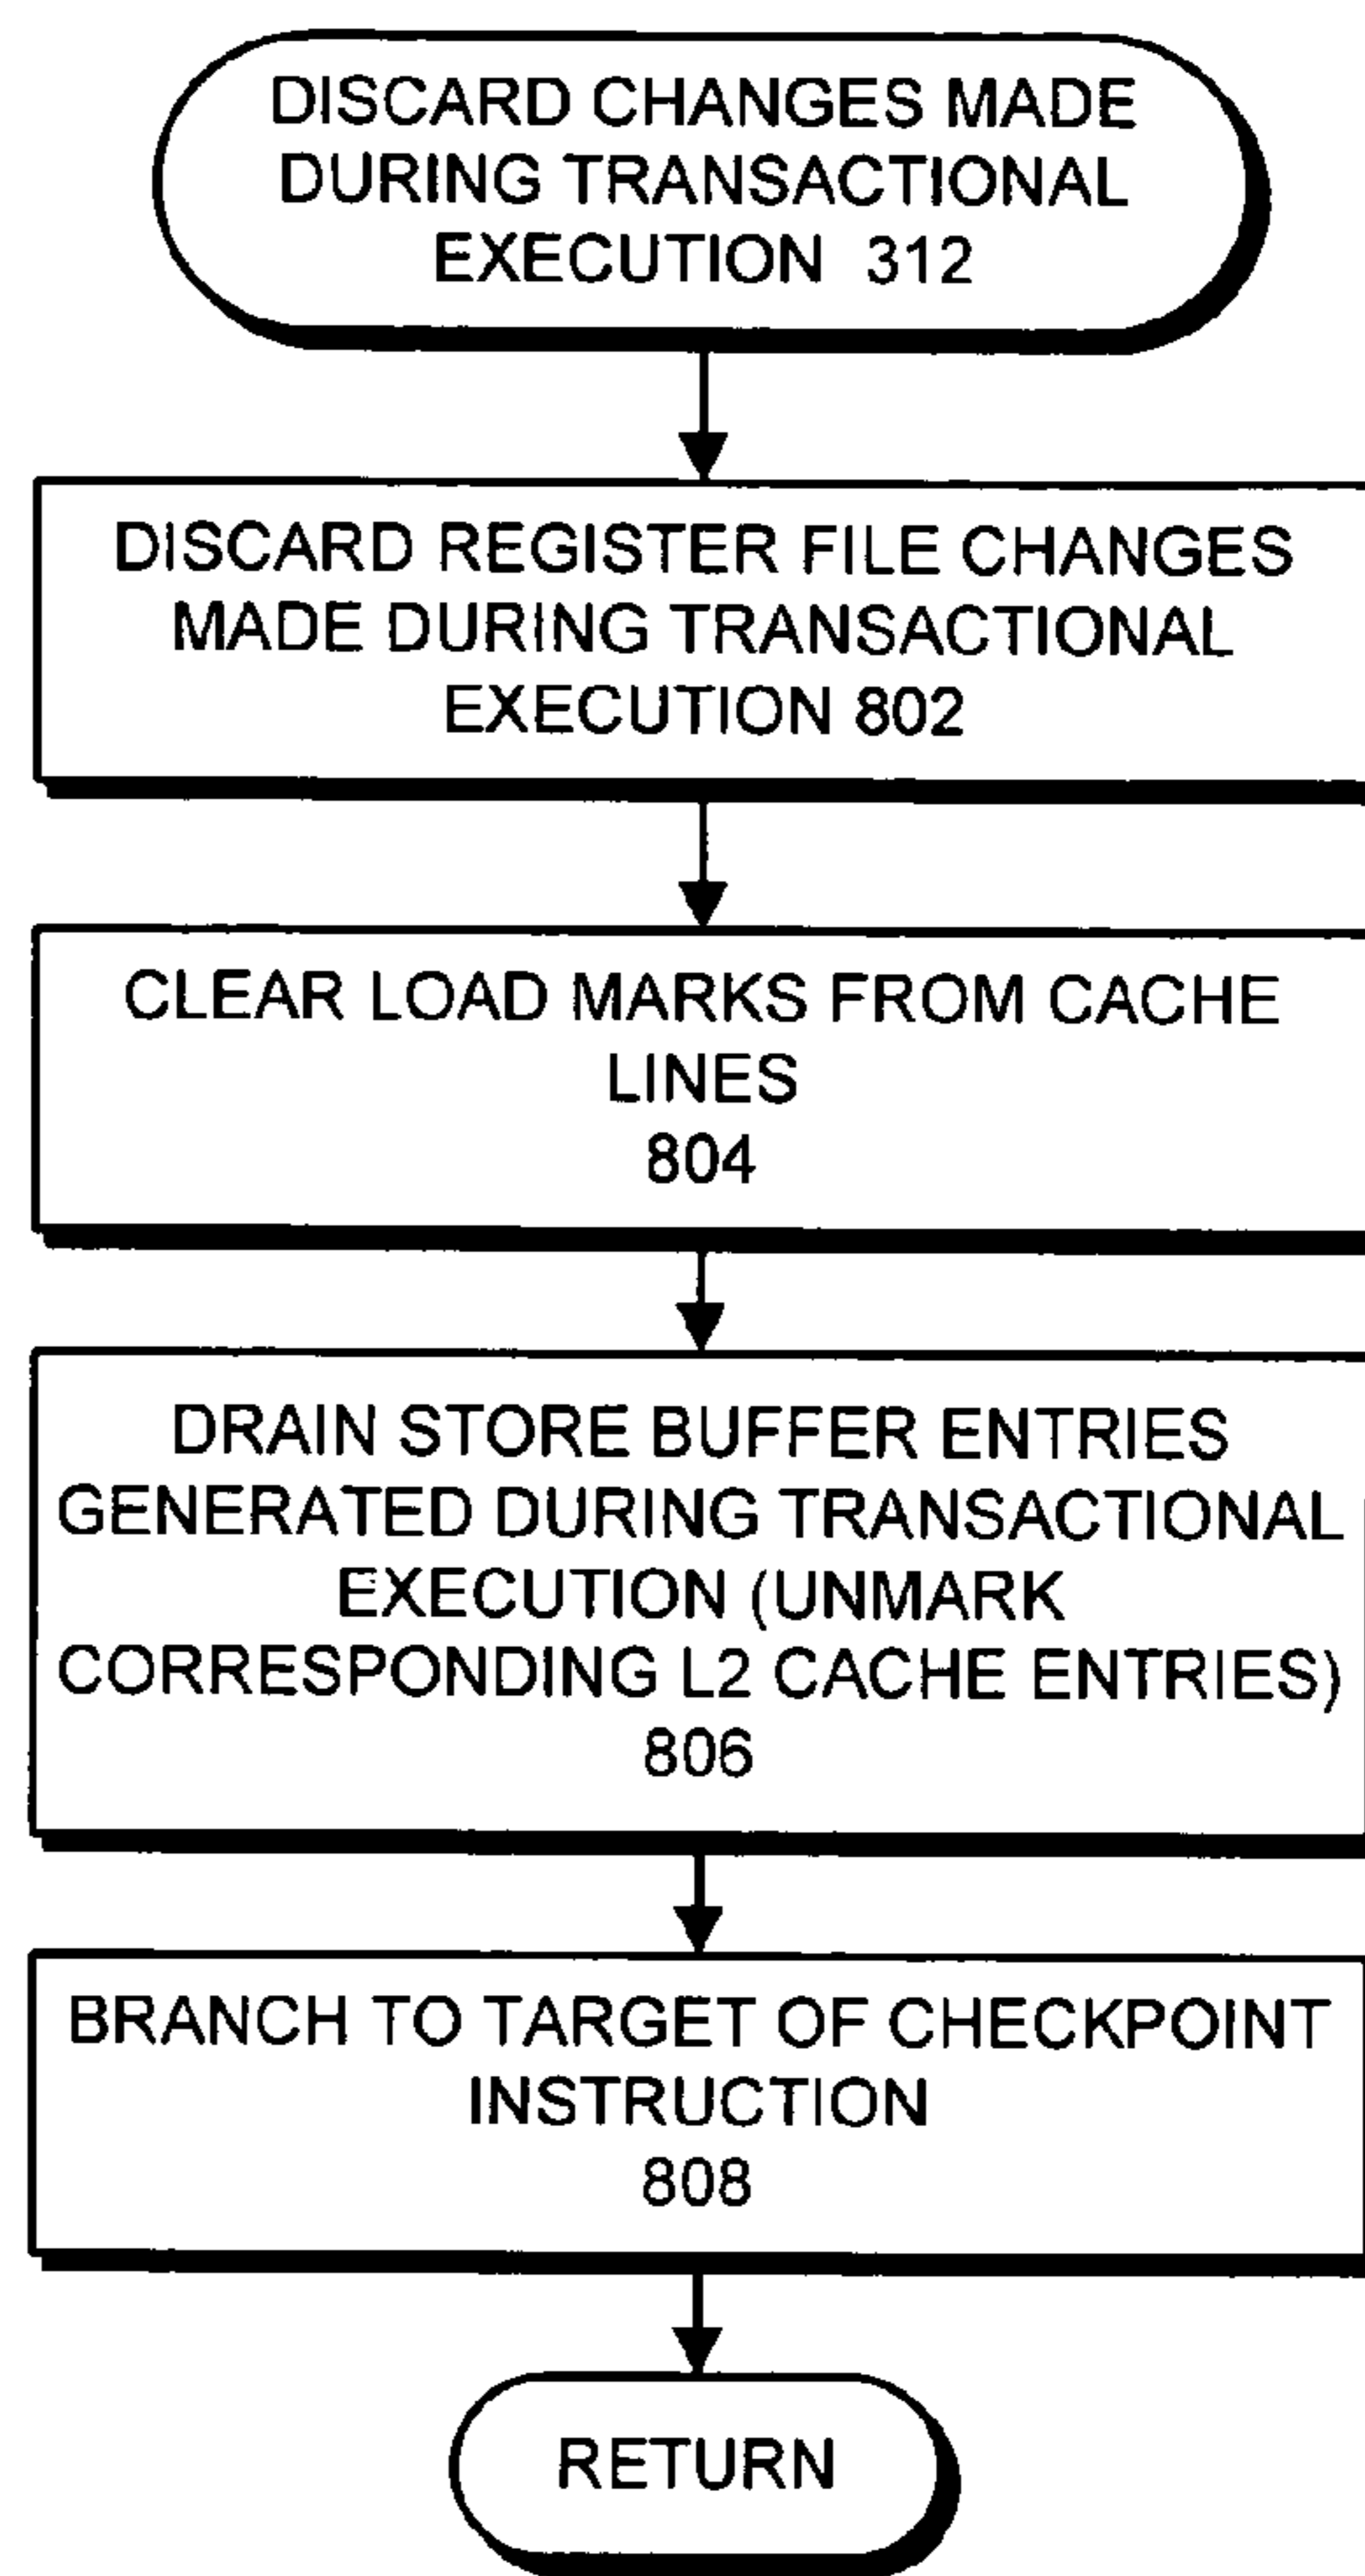 DISCARD CHANGES MADE
DURING TRANSACTIONAL
EXECUTION 312
DISCARD REGISTER FILE CHANGES
MADE DURING TRANSACTIONAL
EXECUTION 802
CLEAR LOAD MARKS FROM CACHE
LINES
804
DRAIN STORE BUFFER ENTRIES
GENERATED DURING TRANSACTIONAL
EXECUTION (UNMARK
CORRESPONDING L2 CACHE ENTRIES)
806
BRANCH TO TARGET OF CHECKPOINT
INSTRUCTION
808
RETURN